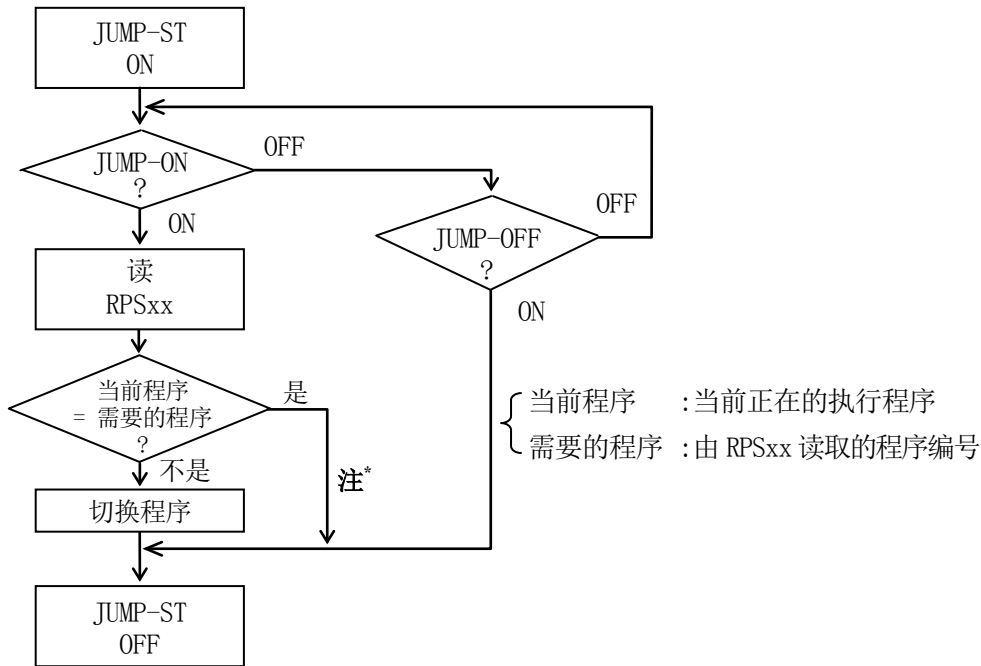 JUMP-ST
ON
JUMP-ON
?
OFF
ON
JUMP-OFF
?
OFF
ON
读
RPSxx
当前程序
= 需要的程序
?
是
不是
注*
当前程序 :当前正在的执行程序
需要的程序 :由 RPSxx 读取的程序编号
切换程序
JUMP-ST
OFF